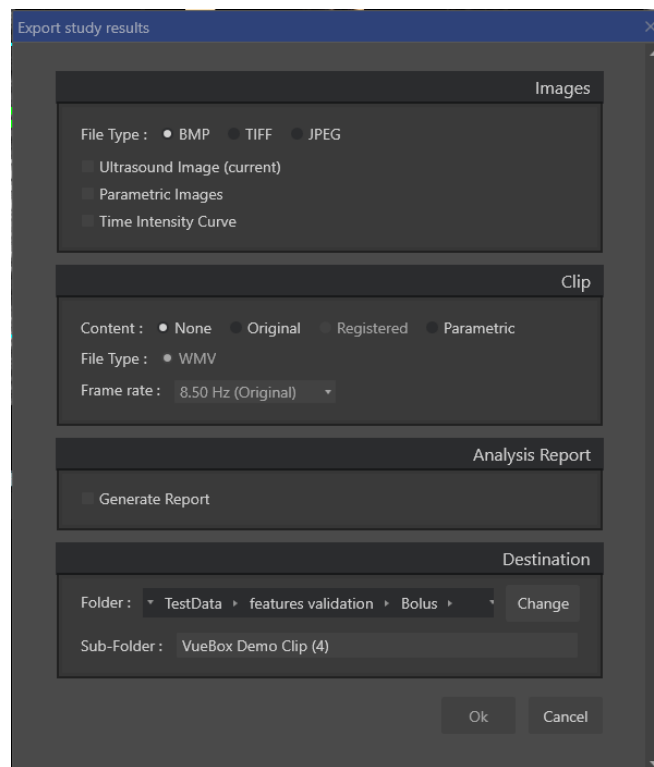 Export study results
Images
File Type : BMP TIFF JPEG
Ultrasound Image (current)
Parametric Images
Time Intensity Curve
Clip
Content : None Original Registered Parametric
File Type : WMV
Frame rate : 8.50 Hz (Original)
Analysis Report
Generate Report
Destination
Folder : TestData features validation Bolus Change
Sub-Folder : VueBox Demo Clip (4)
Ok Cancel